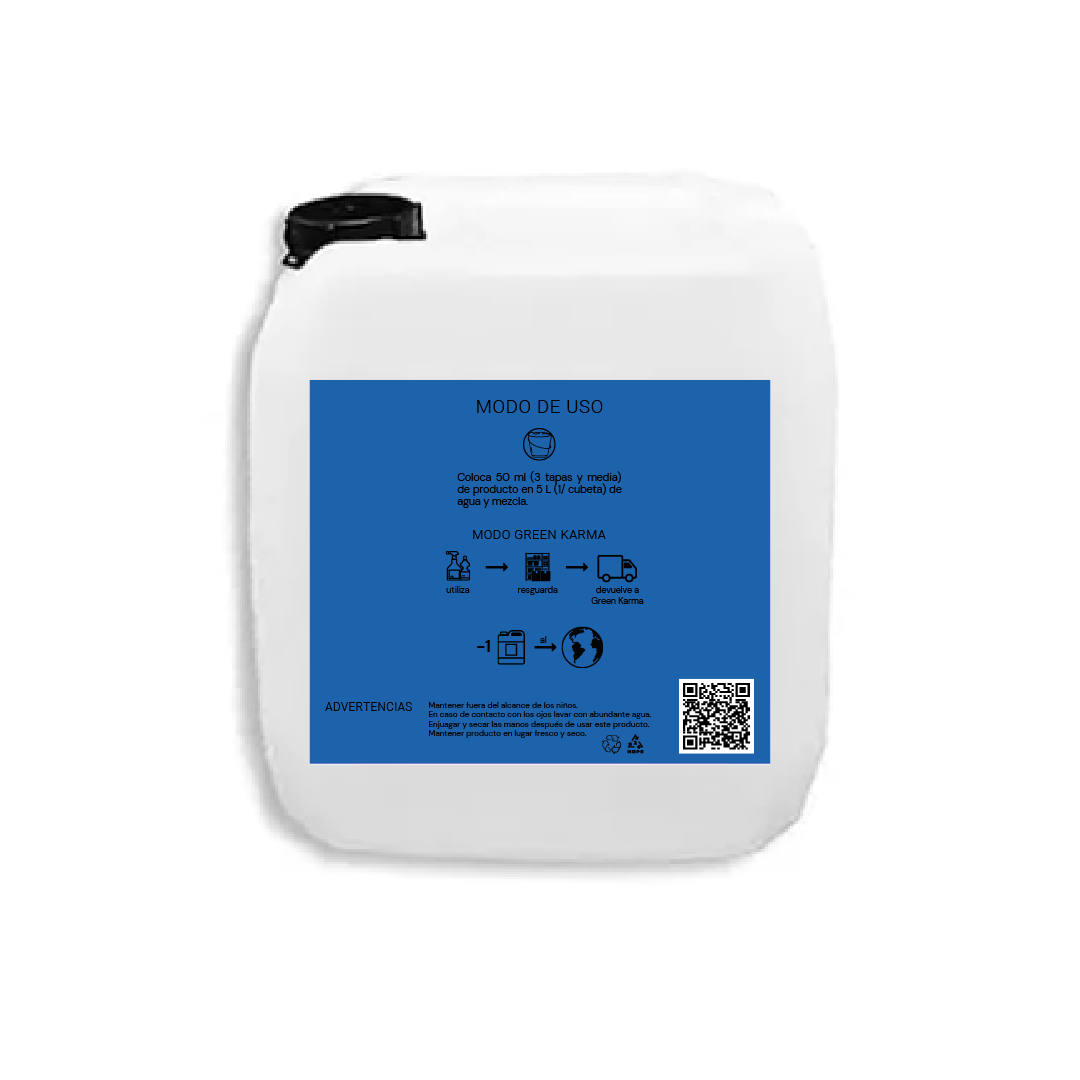 MODO DE USO
Coloca 50 ml (3 tapas y media)
de producto en 5 L (1/ cubeta) de
agua y mezcla.
MODO GREEN KARMA
utiliza
resguarda
devuelve a
Green Karma
-1
al
ADVERTENCIAS
Mantener fuera del alcance de los niños.
En caso de contacto con los ojos lavar con abundante agua.
Enjuagar y secar las manos después de usar este producto.
Mantener producto en lugar fresco y seco.
HDPE